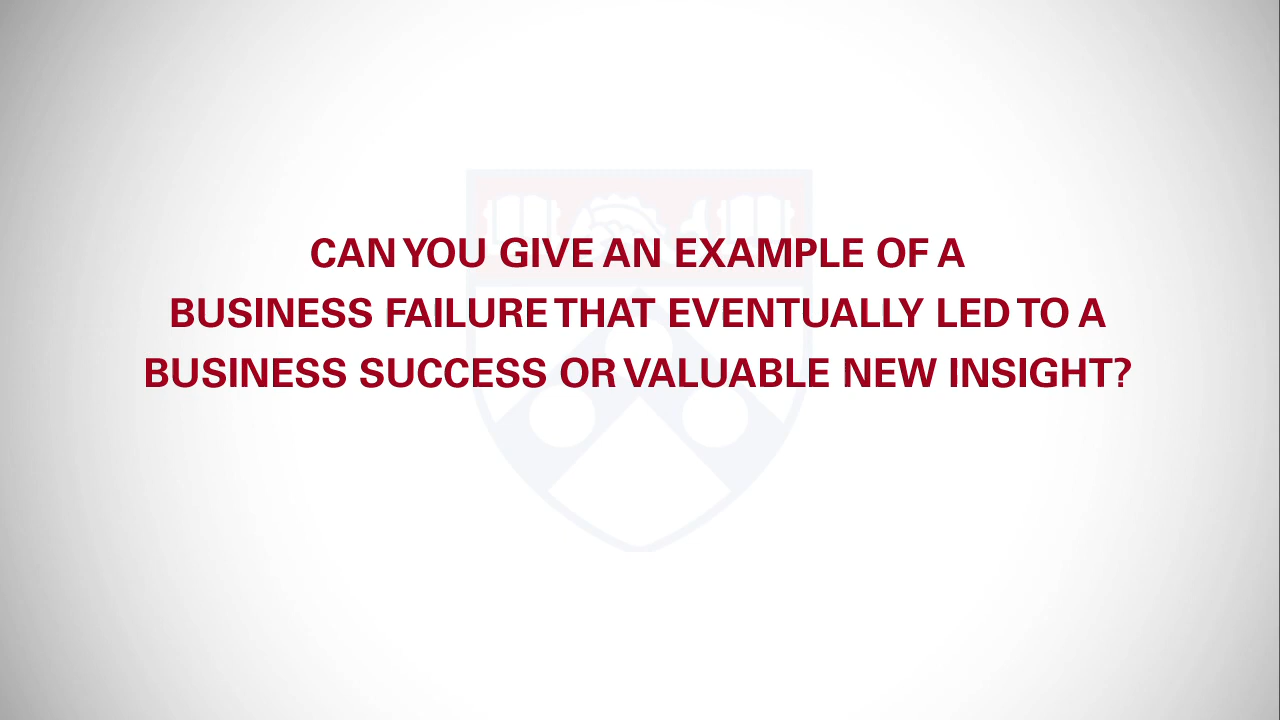 CAN YOU GIVE AN EXAMPLE OF A
BUSINESS FAILURE THAT EVENTUALLY LED TO A
BUSINESS SUCCESS OR VALUABLE NEW INSIGHT?